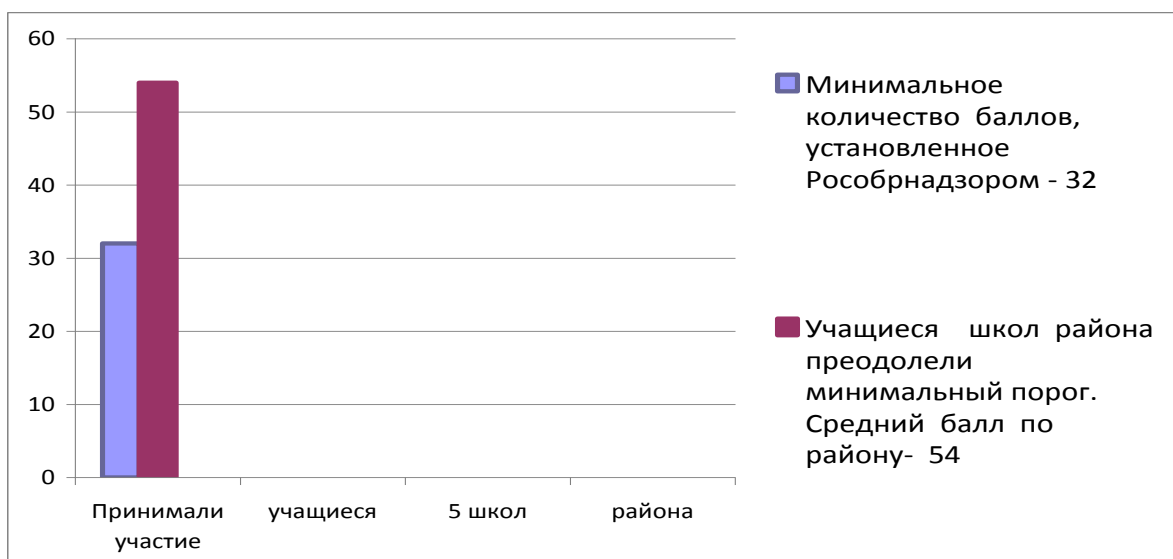 60
50
40
30
20
10
0
Принимали
участие
учащиеся
5 школ
района
Минимальное
количество баллов,
установленное
Рособрнадзором - 32
Учащиеся школ района
преодолели
минимальный порог.
Средний балл по
району- 54